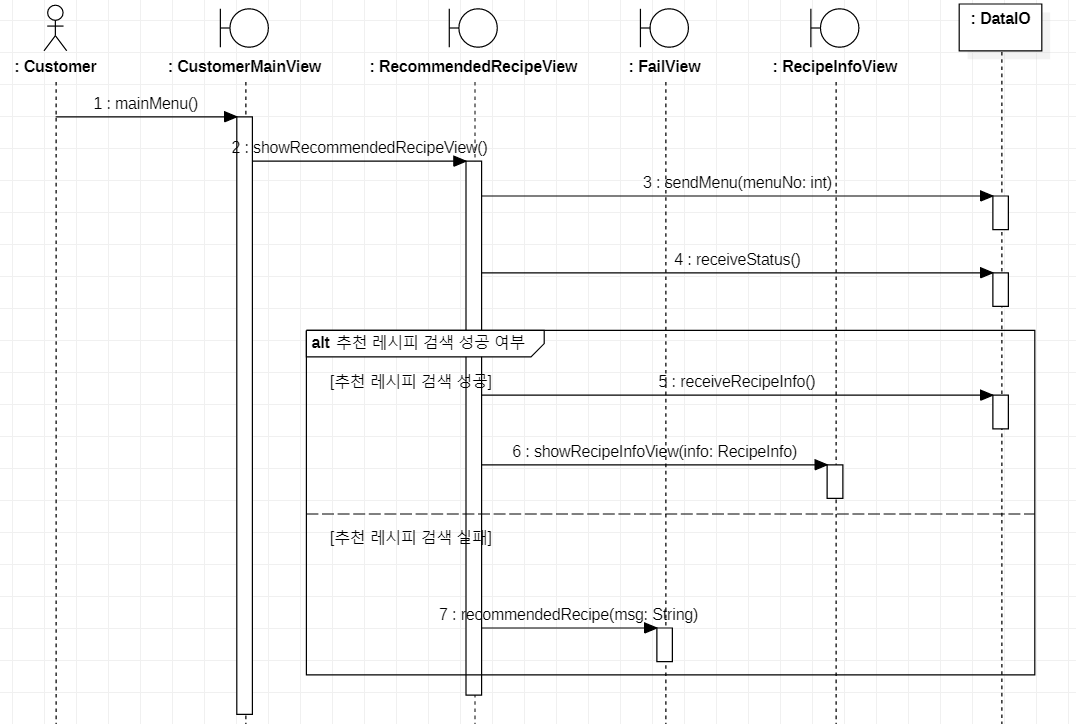 : Customer
: CustomerMainView
: RecommendedRecipeView
: FailView
: RecipeInfoView
: DataIO
1 : mainMenu()
2 : showRecommendedRecipeView()
3 : sendMenu(menuNo: int)
4 : receiveStatus()
alt 추천 레시피 검색 성공 여부
[추천 레시피 검색 성공]
5 : receiveRecipeInfo()
6 : showRecipeInfoView(info: RecipeInfo)
[추천 레시피 검색 실패]
7 : recommendedRecipe(msg: String)